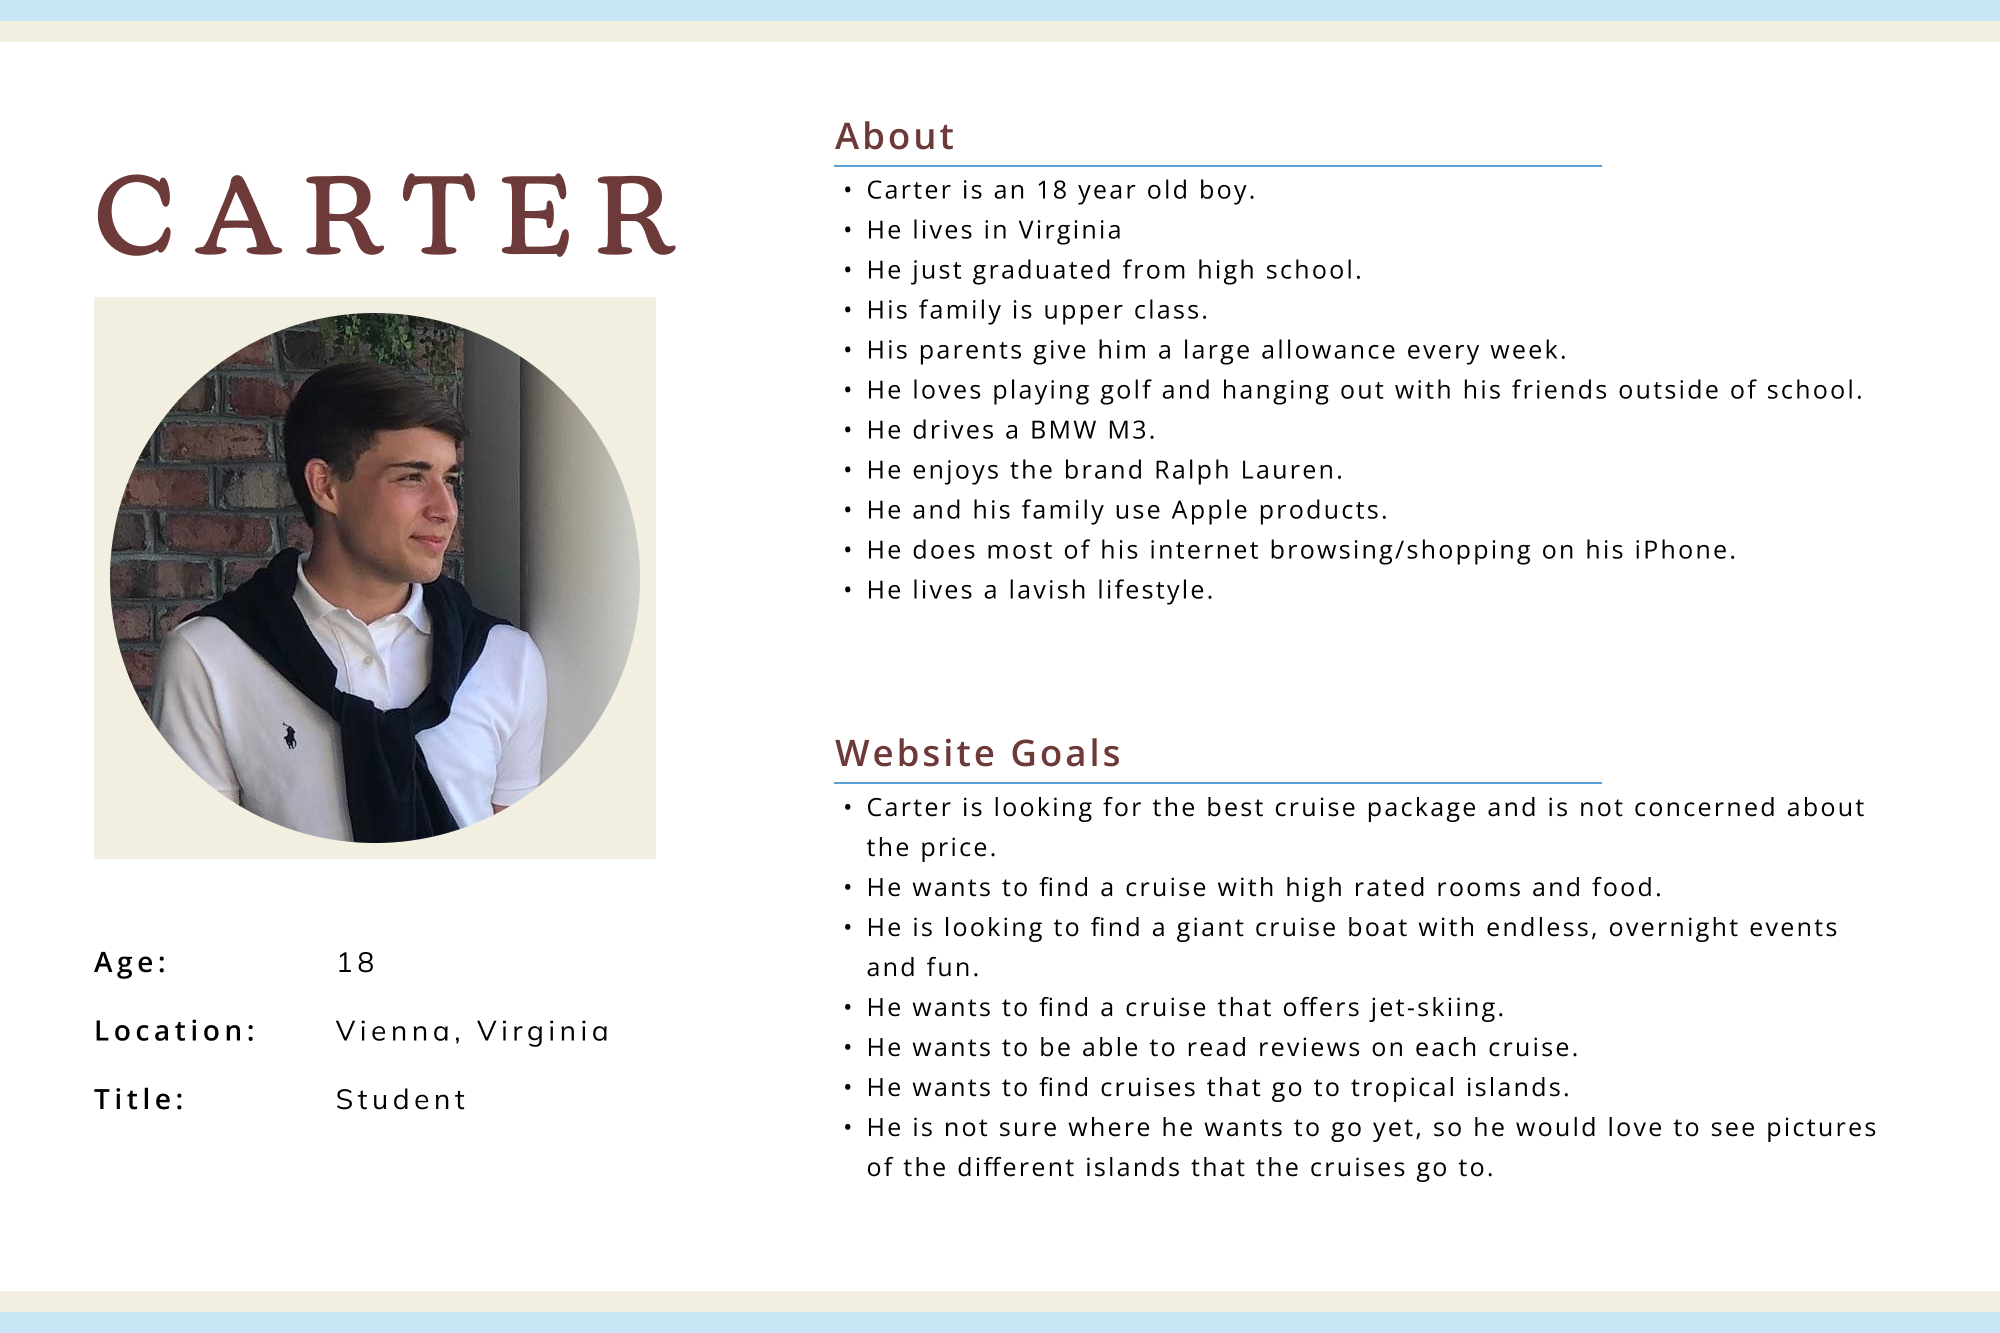 CARTER
Age: 18
Location: Vienna, Virginia
Title: Student
About
• Carter is an 18 year old boy.
• He lives in Virginia
• He just graduated from high school.
• His family is upper class.
• His parents give him a large allowance every week.
• He loves playing golf and hanging out with his friends outside of school.
• He drives a BMW M3.
• He enjoys the brand Ralph Lauren.
• He and his family use Apple products.
• He does most of his internet browsing/shopping on his iPhone.
• He lives a lavish lifestyle.
Website Goals
• Carter is looking for the best cruise package and is not concerned about
the price.
• He wants to find a cruise with high rated rooms and food.
• He is looking to find a giant cruise boat with endless, overnight events
and fun.
• He wants to find a cruise that offers jet-skiing.
• He wants to be able to read reviews on each cruise.
• He wants to find cruises that go to tropical islands.
• He is not sure where he wants to go yet, so he would love to see pictures
of the different islands that the cruises go to.